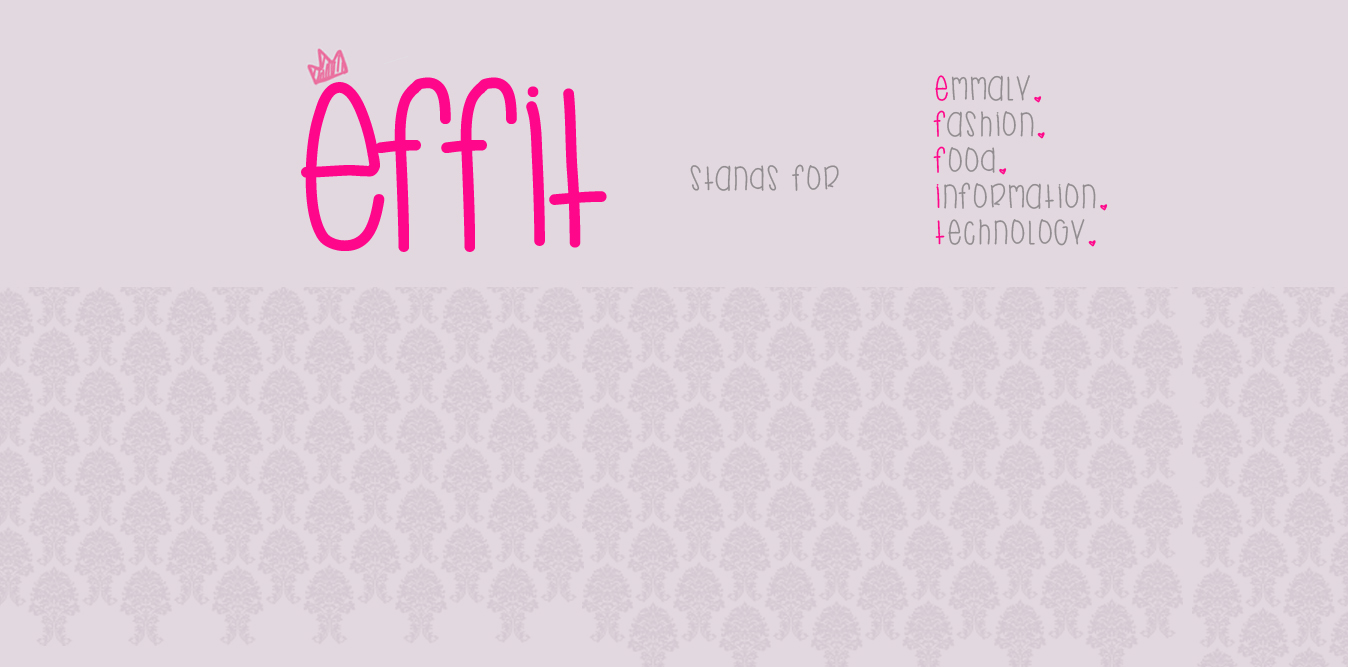 effit
stands for
emmaly
fashion
food
information
technology